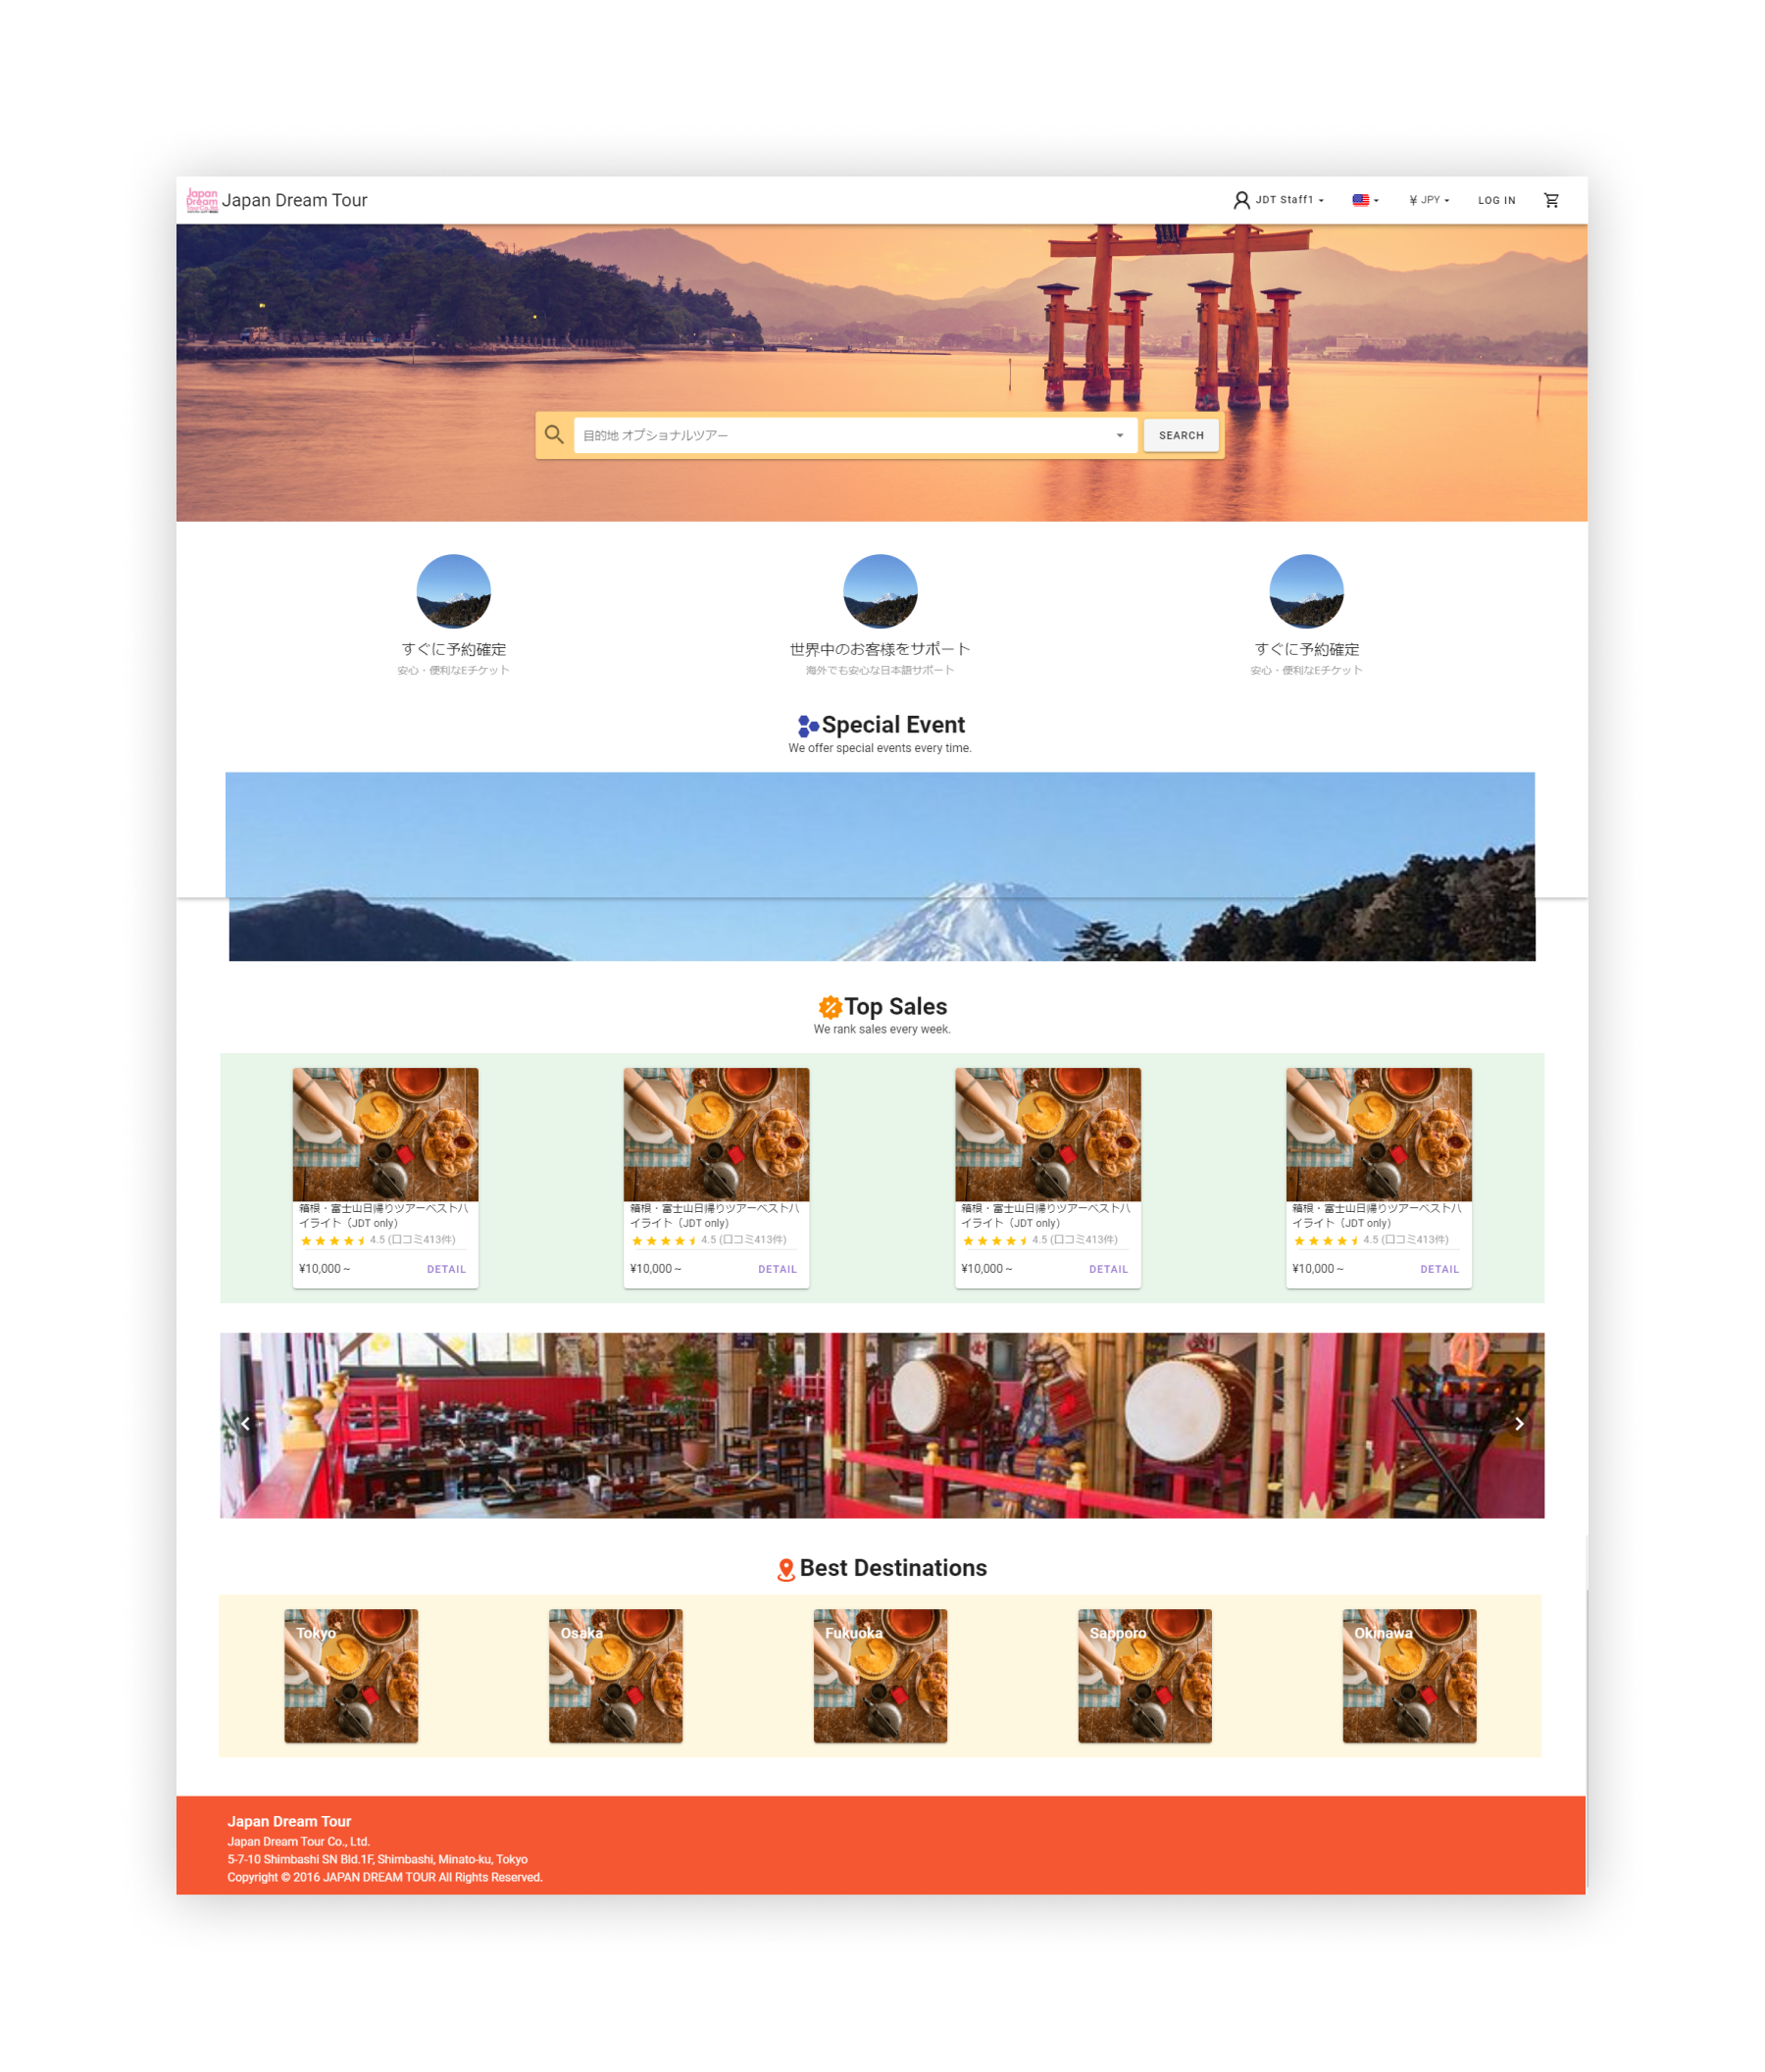 Japan
Dream
Japan Dream Tour
JDT Staff1
¥ JPY
LOG IN
目的地 オプショナルツアー
SEARCH
すぐに予約確定
世界中のお客様をサポート
すぐに予約確定
安心・便利なEチケット
海外でも安心な日本語サポート
安心・便利なEチケット
Special Event
We offer special events every time.
Top Sales
We rank sales every week.
箱根・富士山日帰りツアーベストハ
イライト（JDT only）
4.5 (口コミ413件)
¥10,000 ~
DETAIL
箱根・富士山日帰りツアーベストハ
イライト（JDT only）
4.5 (口コミ413件)
¥10,000 ~
DETAIL
箱根・富士山日帰りツアーベストハ
イライト（JDT only）
4.5 (口コミ413件)
¥10,000 ~
DETAIL
箱根・富士山日帰りツアーベストハ
イライト（JDT only）
4.5 (口コミ413件)
¥10,000 ~
DETAIL
Best Destinations
Tokyo
Osaka
Fukuoka
Sapporo
Okinawa
Japan Dream Tour
Japan Dream Tour Co., Ltd.
5-7-10 Shimbashi SN Bld.1F, Shimbashi, Minato-ku, Tokyo
Copyright © 2016 JAPAN DREAM TOUR All Rights Reserved.